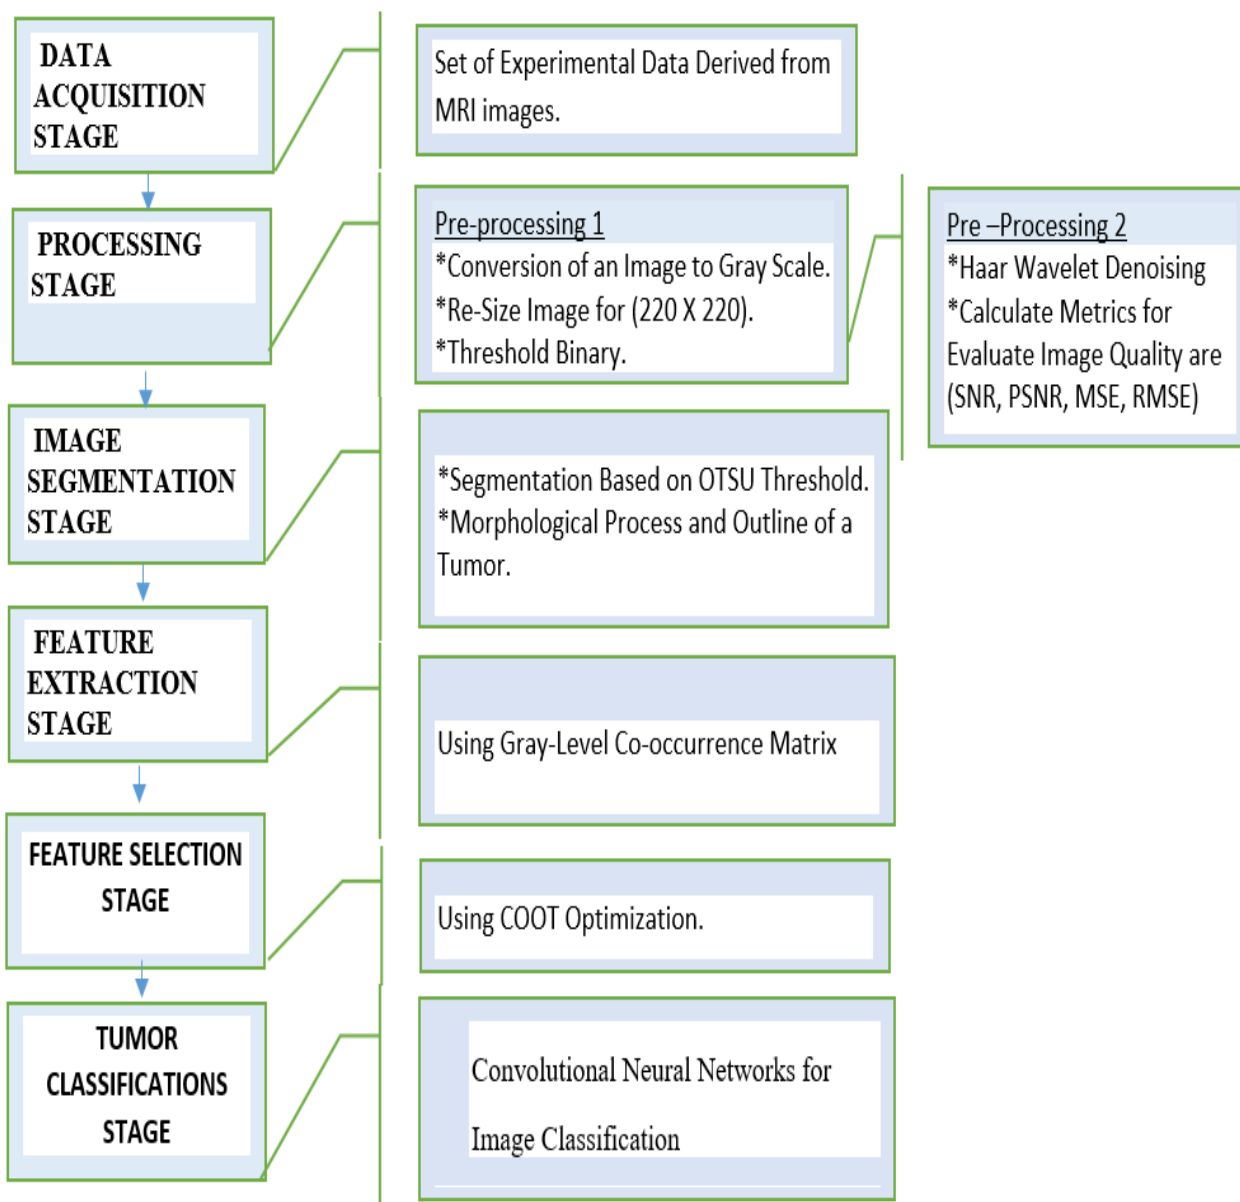 DATA
ACQUISITION
STAGE
Set of Experimental Data Derived from
MRI images.
PROCESSING
STAGE
Pre-processing 1
*Conversion of an Image to Gray Scale.
*Re-Size Image for (220 X 220).
*Threshold Binary.
Pre –Processing 2
*Haar Wavelet Denoising
*Calculate Metrics for
Evaluate Image Quality are
(SNR, PSNR, MSE, RMSE)
IMAGE
SEGMENTATION
STAGE
*Segmentation Based on OTSU Threshold.
*Morphological Process and Outline of a
Tumor.
FEATURE
EXTRACTION
STAGE
Using Gray-Level Co-occurrence Matrix
FEATURE SELECTION
STAGE
Using COOT Optimization.
TUMOR
CLASSIFICATIONS
STAGE
Convolutional Neural Networks for
Image Classification